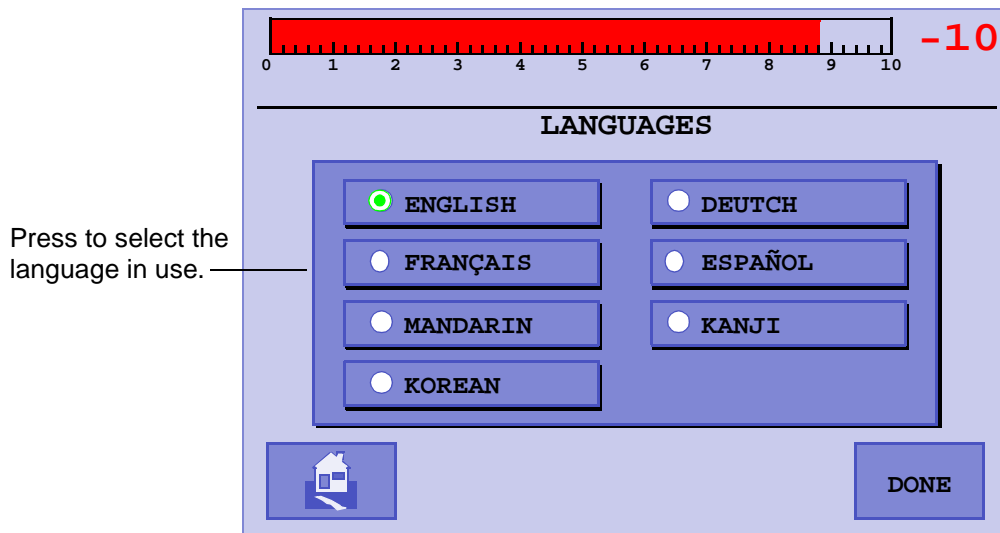 -10
0 1 2 3 4 5 6 7 8 9 10
LANGUAGES
ENGLISH
DEUTCH
FRANÇAIS
ESPAÑOL
MANDARIN
KANJI
KOREAN
Press to select the
language in use.
DONE